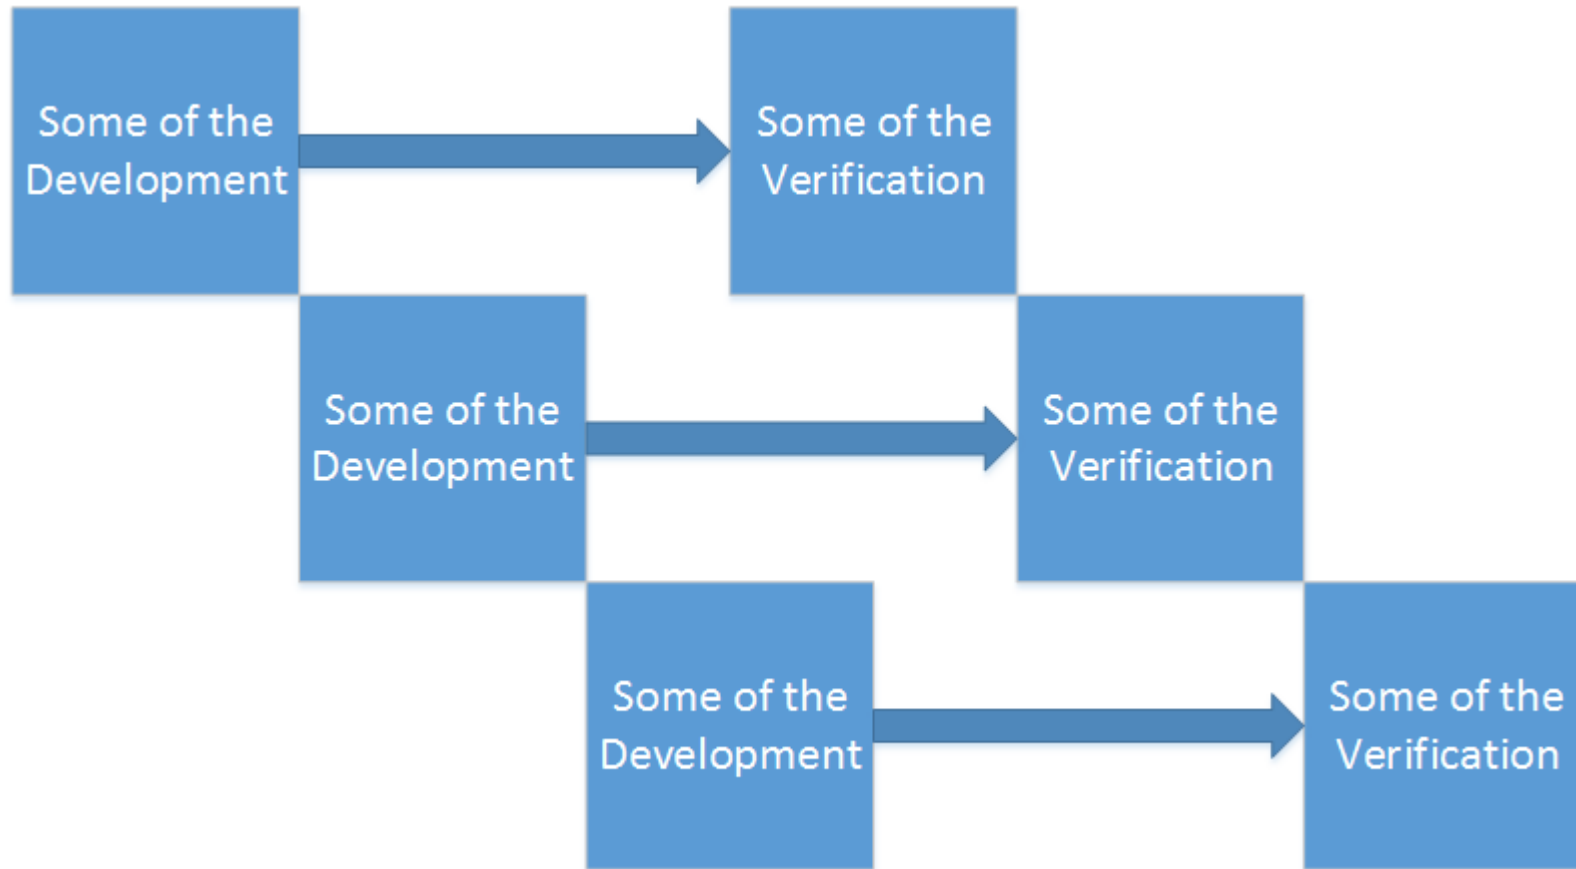 Some of the
Development
Some of the
Verification
Some of the
Development
Some of the
Verification
Some of the
Development
Some of the
Verification